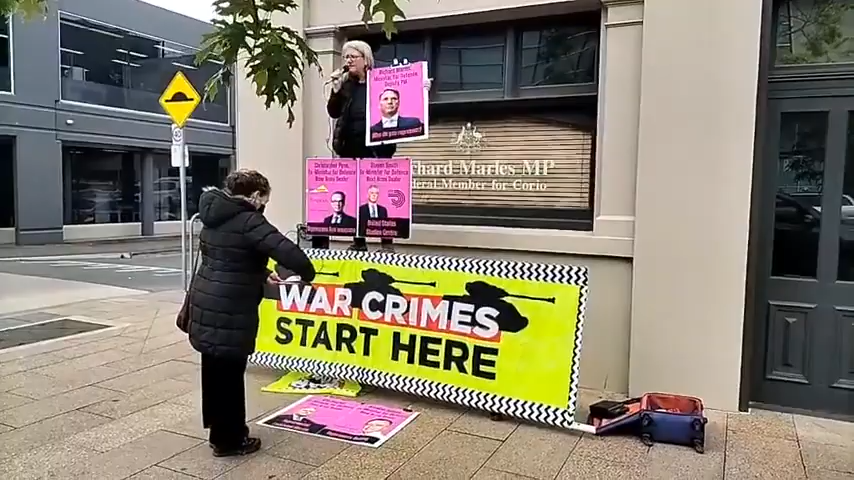 Richard Marles,
Minister for Defence
Deputy PM
Who do you represent?
Christopher Pyne,
Ex Minister for Defence
Now Arms Dealer
Stephen Smith
Ex Minister for Defence
Now Arms Dealer
United States
Studies Centre
chard Marles MP
Federal Member for Corio
WAR CRIMES
START HERE